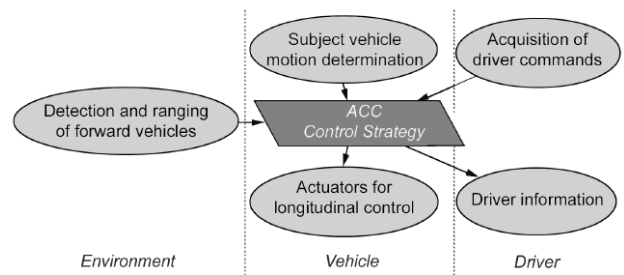 Subject vehicle
motion determination
Acquisition of
driver commands
Detection and ranging
of forward vehicles
ACC
Control Strategy
Actuators for
longitudinal control
Driver information
Environment
Vehicle
Driver